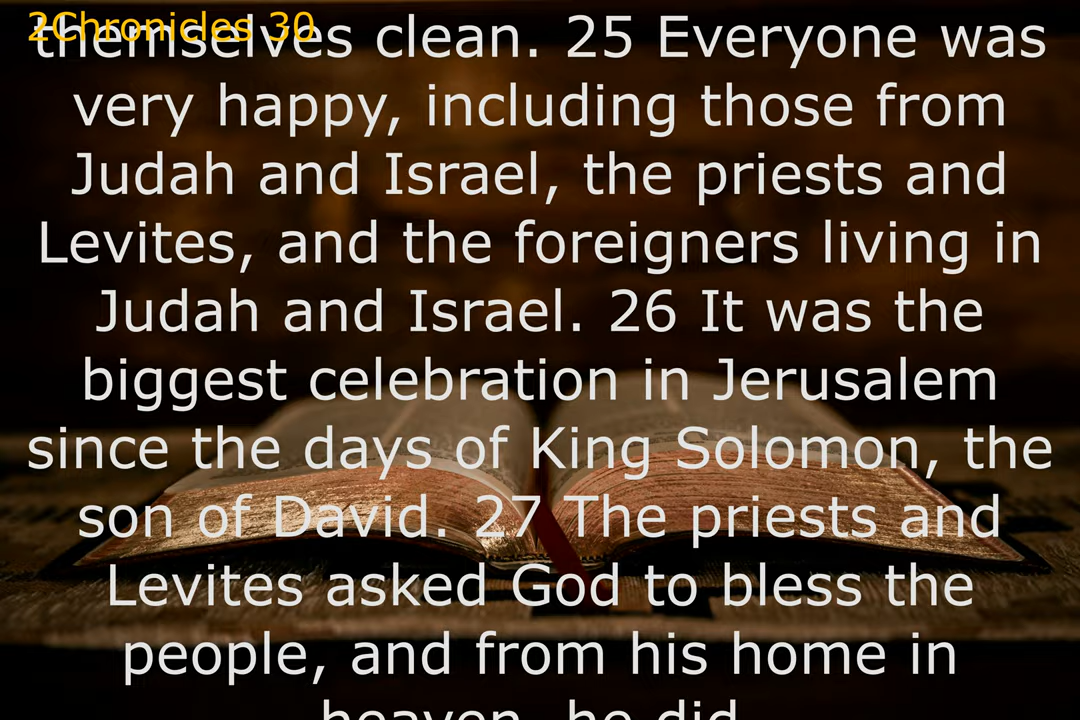 2Chronicles 30
themselves clean. 25 Everyone was
very happy, including those from
Judah and Israel, the priests and
Levites, and the foreigners living in
Judah and Israel. 26 It was the
biggest celebration in Jerusalem
since the days of King Solomon, the
son of David. 27 The priests and
Levites asked God to bless the
people, and from his home in
heaven, he did.